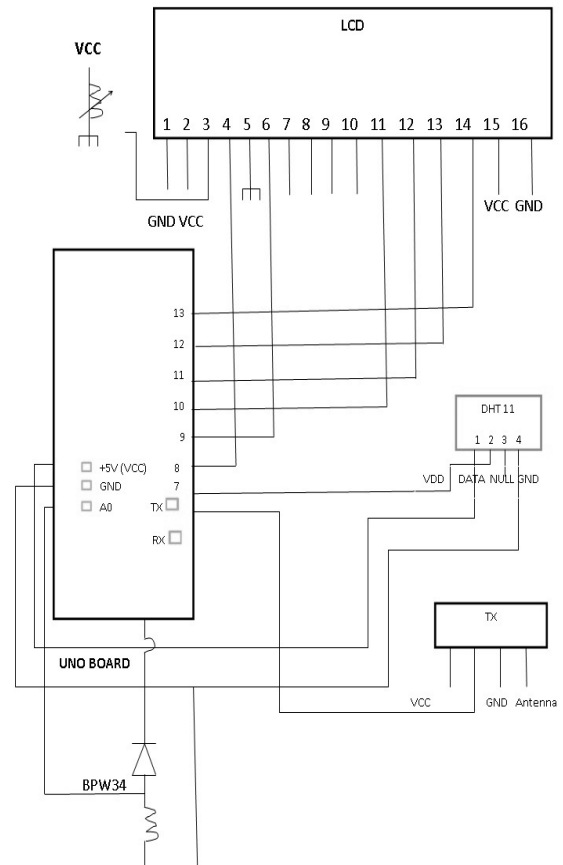 LCD
VCC
1 2 3 4 5 6 7 8 9 10 11 12 13 14 15 16
VCC GND
GND VCC
13
12
11
10
9
8
7
+5V (VCC)
GND
A0
TX
RX
DHT 11
1 2 3 4
VDD DATA NULL GND
TX
UNO BOARD
VCC GND Antenna
BPW34